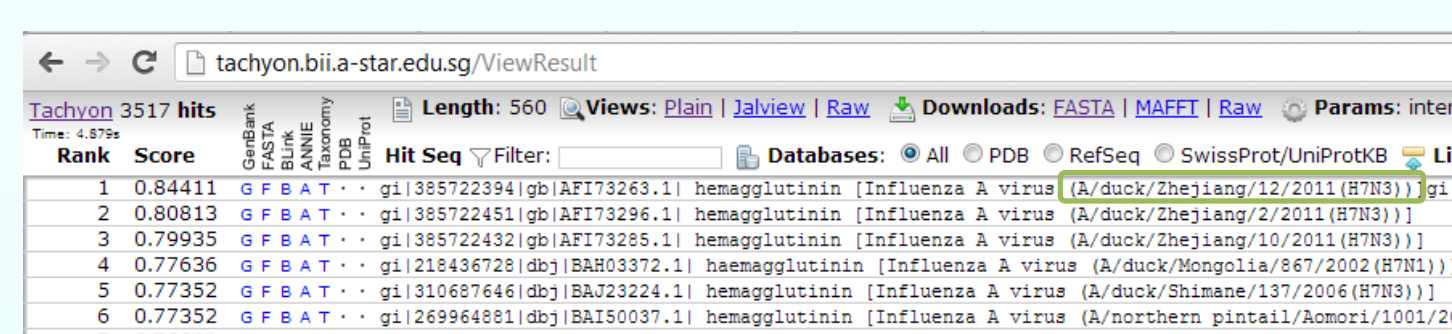 tachyon.bii.a-star.edu.sg/ViewResult
Tachyon 3517 hits GenBank FASTA BLink ANNIE Taxonomy PDB UniProt Length: 560 Views: Plain | Jalview | Raw Downloads: FASTA | MAFFT | Raw Params: inter
Time: 4.879s
Rank Score Hit Seq Filter: Databases: All PDB RefSeq SwissProt/UniProtKB Li
1 0.84411 G F B A T · · gi|385722394|gb|AFI73263.1| hemagglutinin [Influenza A virus (A/duck/Zhejiang/12/2011(H7N3))]gi
2 0.80813 G F B A T · · gi|385722451|gb|AFI73296.1| hemagglutinin [Influenza A virus (A/duck/Zhejiang/2/2011(H7N3))]
3 0.79935 G F B A T · · gi|385722432|gb|AFI73285.1| hemagglutinin [Influenza A virus (A/duck/Zhejiang/10/2011(H7N3))]
4 0.77636 G F B A T · · gi|218436728|dbj|BAH03372.1| haemagglutinin [Influenza A virus (A/duck/Mongolia/867/2002(H7N1))]
5 0.77352 G F B A T · · gi|310687646|dbj|BAJ23224.1| hemagglutinin [Influenza A virus (A/duck/Shimane/137/2006(H7N3))]
6 0.77352 G F B A T · · gi|269964881|dbj|BAI50037.1| hemagglutinin [Influenza A virus (A/northern pintail/Aomori/1001/2